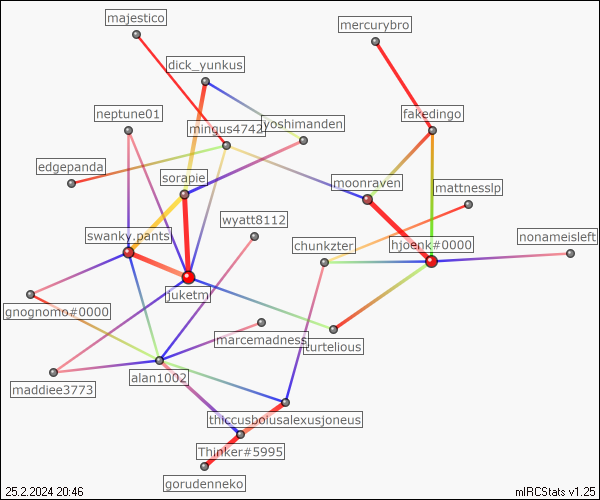 majestico
mercurybro
dick_yunkus
neptune01
fakedingo
mingus4742
yoshimanden
edgepanda
sorapie
moonraven
mattnesslp
wyatt8112
swanky.pants
chunkzter
hjoenk#0000
nonameisleft
juketmi
gnognomo#0000
marcemadness
turtelious
alan1002
maddiee3773
thiccusbolusalexusjoneus
Thinker#5995
gorudenneko
25.2.2024 20:46
mIRCStats v1.25